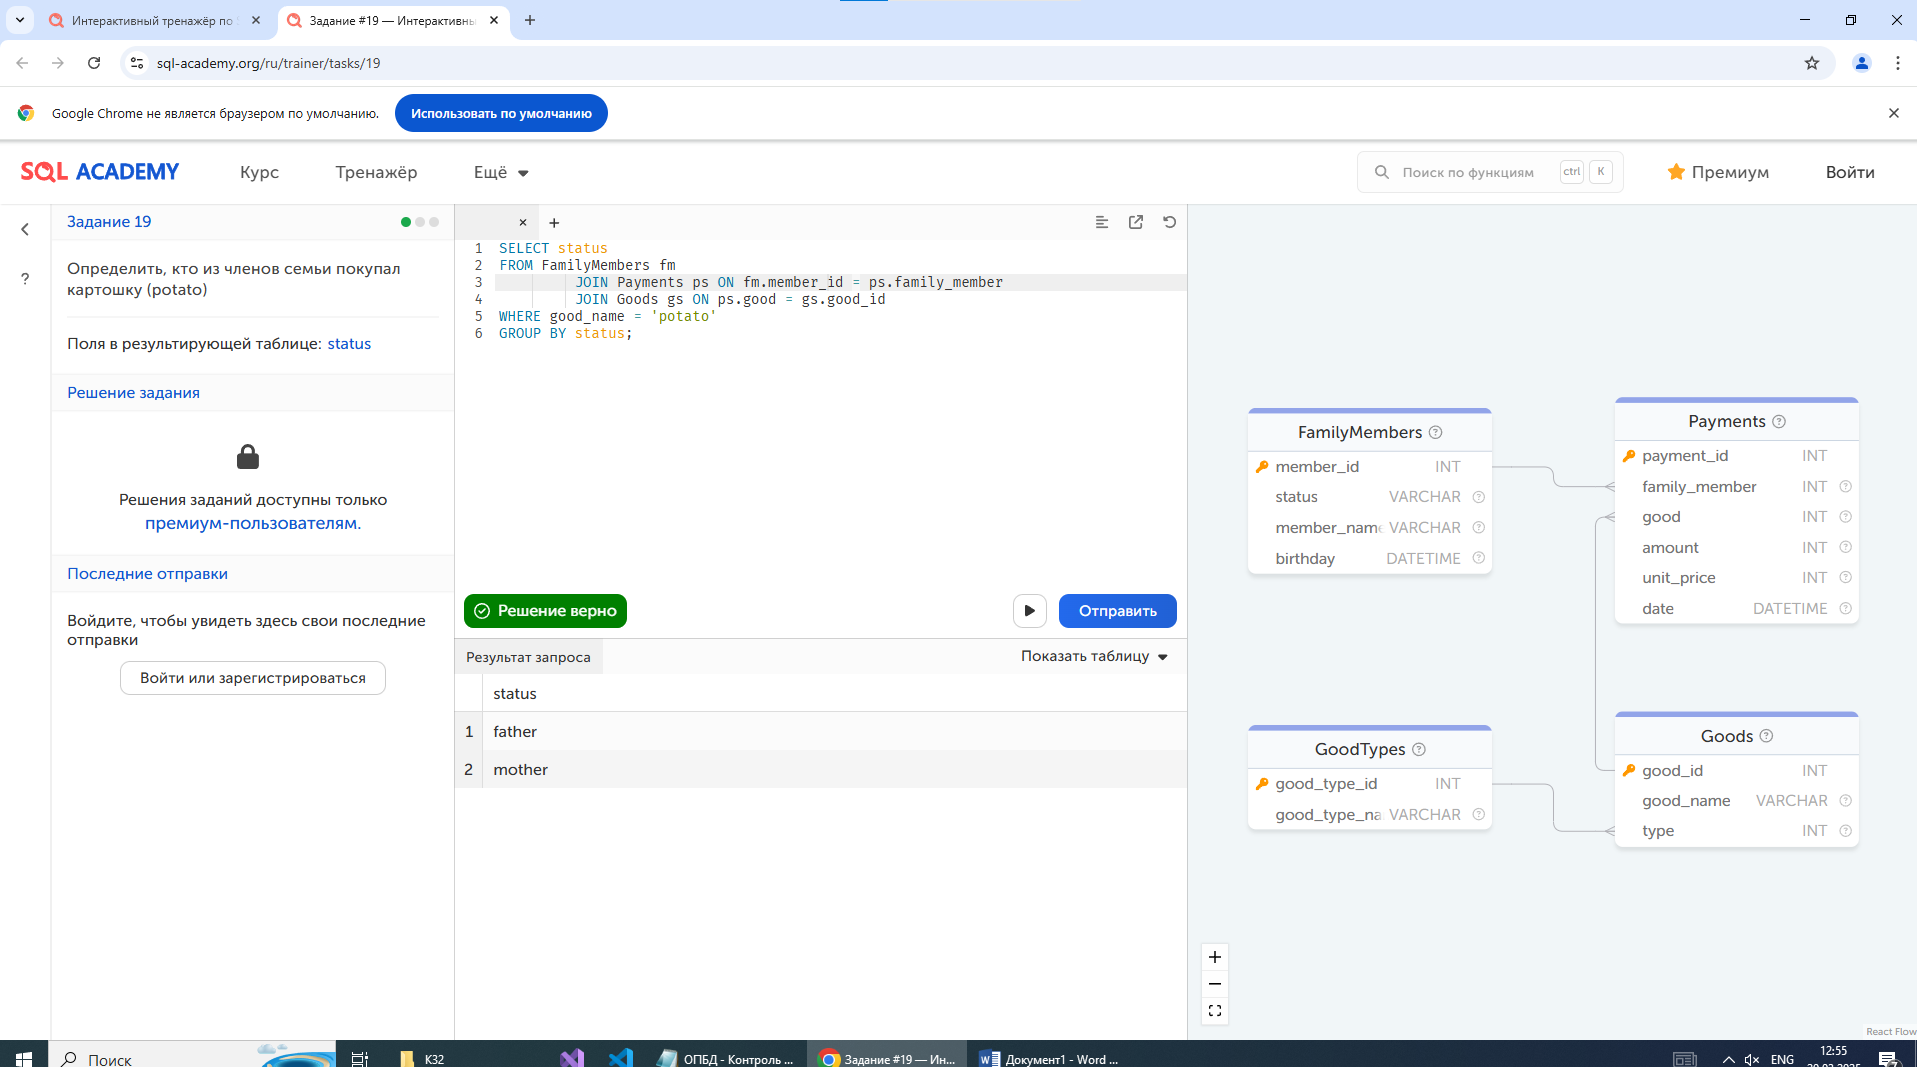 Интерактивный тренажёр по
Задание #19 — Интерактивны
sql-academy.org/ru/trainer/tasks/19
Google Chrome не является браузером по умолчанию.
Использовать по умолчанию
SQL ACADEMY
Курс
Тренажёр
Ещё
Поиск по функциям
ctrl
K
Премиум
Войти
Задание 19
Определить, кто из членов семьи покупал
картошку (potato)
Поля в результирующей таблице: status
Решение задания
Решения заданий доступны только
премиум-пользователям.
Последние отправки
Войдите, чтобы увидеть здесь свои последние
отправки
Войти или зарегистрироваться
1 SELECT status
2 FROM FamilyMembers fm
3 JOIN Payments ps ON fm.member_id = ps.family_member
4 JOIN Goods gs ON ps.good = gs.good_id
5 WHERE good_name = 'potato'
6 GROUP BY status;
Решение верно
Отправить
Результат запроса
Показать таблицу
status
1 father
2 mother
FamilyMembers
member_id INT
status VARCHAR
member_name VARCHAR
birthday DATETIME
Payments
payment_id INT
family_member INT
good INT
amount INT
unit_price INT
date DATETIME
GoodTypes
good_type_id INT
good_type_na VARCHAR
Goods
good_id INT
good_name VARCHAR
type INT
React Flow
Поиск
К32
ОПБД - Контроль ...
Задание #19 — Ин...
Документ1 - Word ...
ENG
12:55